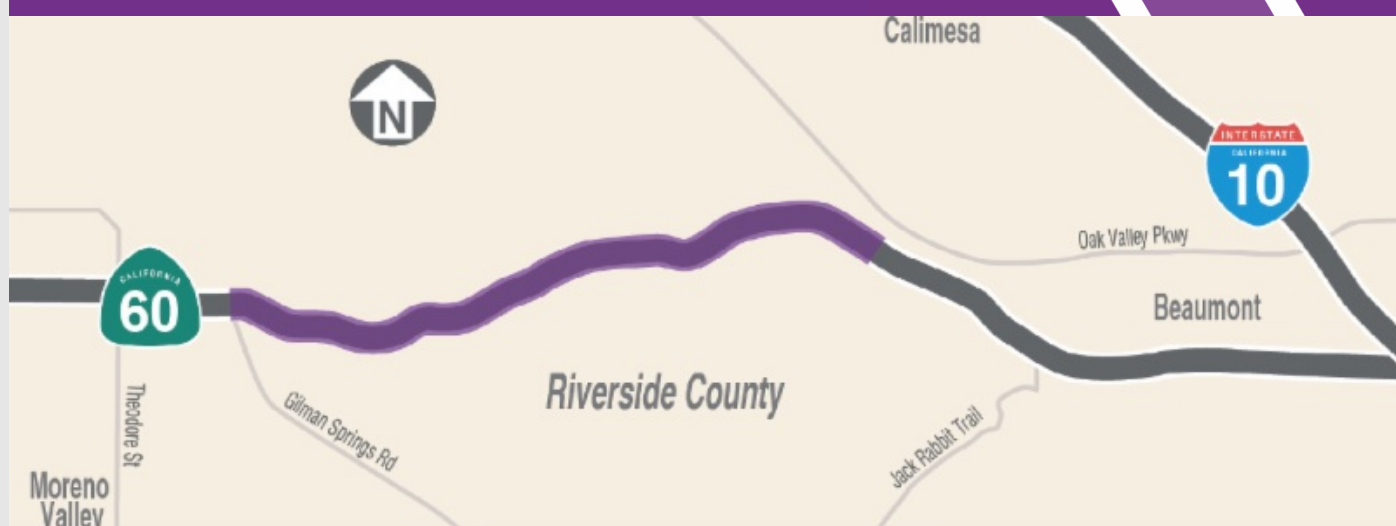 Calimesa
N
INTERSTATE
CALIFORNIA
10
Oak Valley Pkwy
CALIFORNIA
60
Beaumont
Riverside County
Theodore St
Gilman Springs Rd
Jack Rabbit Trail
Moreno
Valley